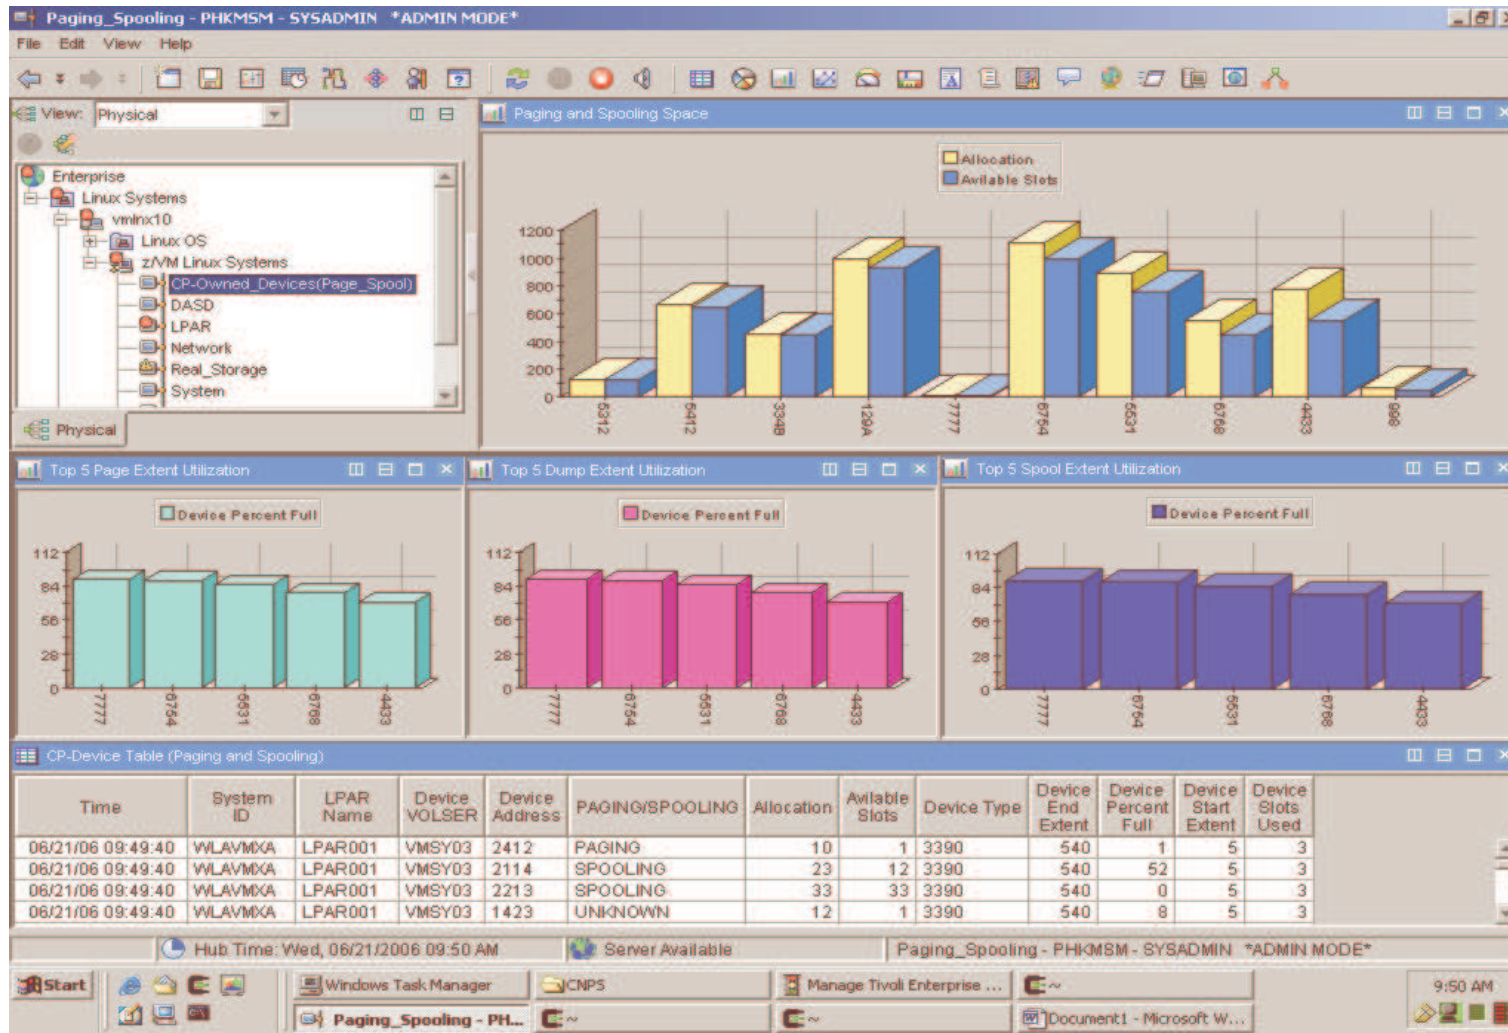 Paging_Spooling - PHKMSM - SYSADMIN *ADMIN MODE*
File Edit View Help
View: Physical
Enterprise
Linux Systems
vmlnx10
Linux OS
z/VM Linux Systems
CP-Owned_Devices(Page_Spool)
DASD
LPAR
Network
Real_Storage
System
Physical
Paging and Spooling Space
Allocation
Avilable Slots
1200
1000
800
600
400
200
0
5312 5412 334B 129A 7777 6754 5531 6768 4433 998
Top 5 Page Extent Utilization
Device Percent Full
112
84
56
28
0
7777 6754 5531 6768 4433
Top 5 Dump Extent Utilization
Device Percent Full
112
84
56
28
0
7777 6754 5531 6768 4433
Top 5 Spool Extent Utilization
Device Percent Full
112
84
56
28
0
7777 6754 5531 6768 4433
CP-Device Table (Paging and Spooling)
Time System ID LPAR Name Device VOLSER Device Address PAGING/SPOOLING Allocation Avilable Slots Device Type Device End Extent Device Percent Full Device Start Extent Device Slots Used
06/21/06 09:49:40 WLAVMXA LPAR001 VMSY03 2412 PAGING 10 1 3390 540 1 5 3
06/21/06 09:49:40 WLAVMXA LPAR001 VMSY03 2114 SPOOLING 23 12 3390 540 52 5 3
06/21/06 09:49:40 WLAVMXA LPAR001 VMSY03 2213 SPOOLING 33 33 3390 540 0 5 3
06/21/06 09:49:40 WLAVMXA LPAR001 VMSY03 1423 UNKNOWN 12 1 3390 540 8 5 3
Hub Time: Wed, 06/21/2006 09:50 AM
Server Available
Paging_Spooling - PHKMSM - SYSADMIN *ADMIN MODE*
Start
Windows Task Manager
CNPS
Manage Tivoli Enterprise ...
~
9:50 AM
Paging_Spooling - PH...
~
~
Document1 - Microsoft W...